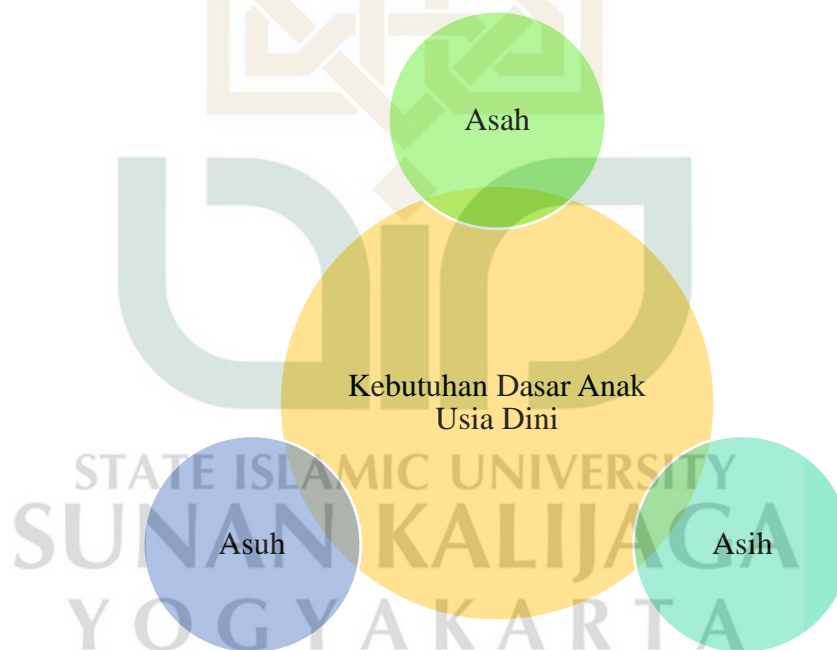 Asah
Kebutuhan Dasar Anak
Usia Dini
STATE ISLAMIC UNIVERSITY
SUNAN KALIJAGA
Asuh
Asih
YOGYAKARTA